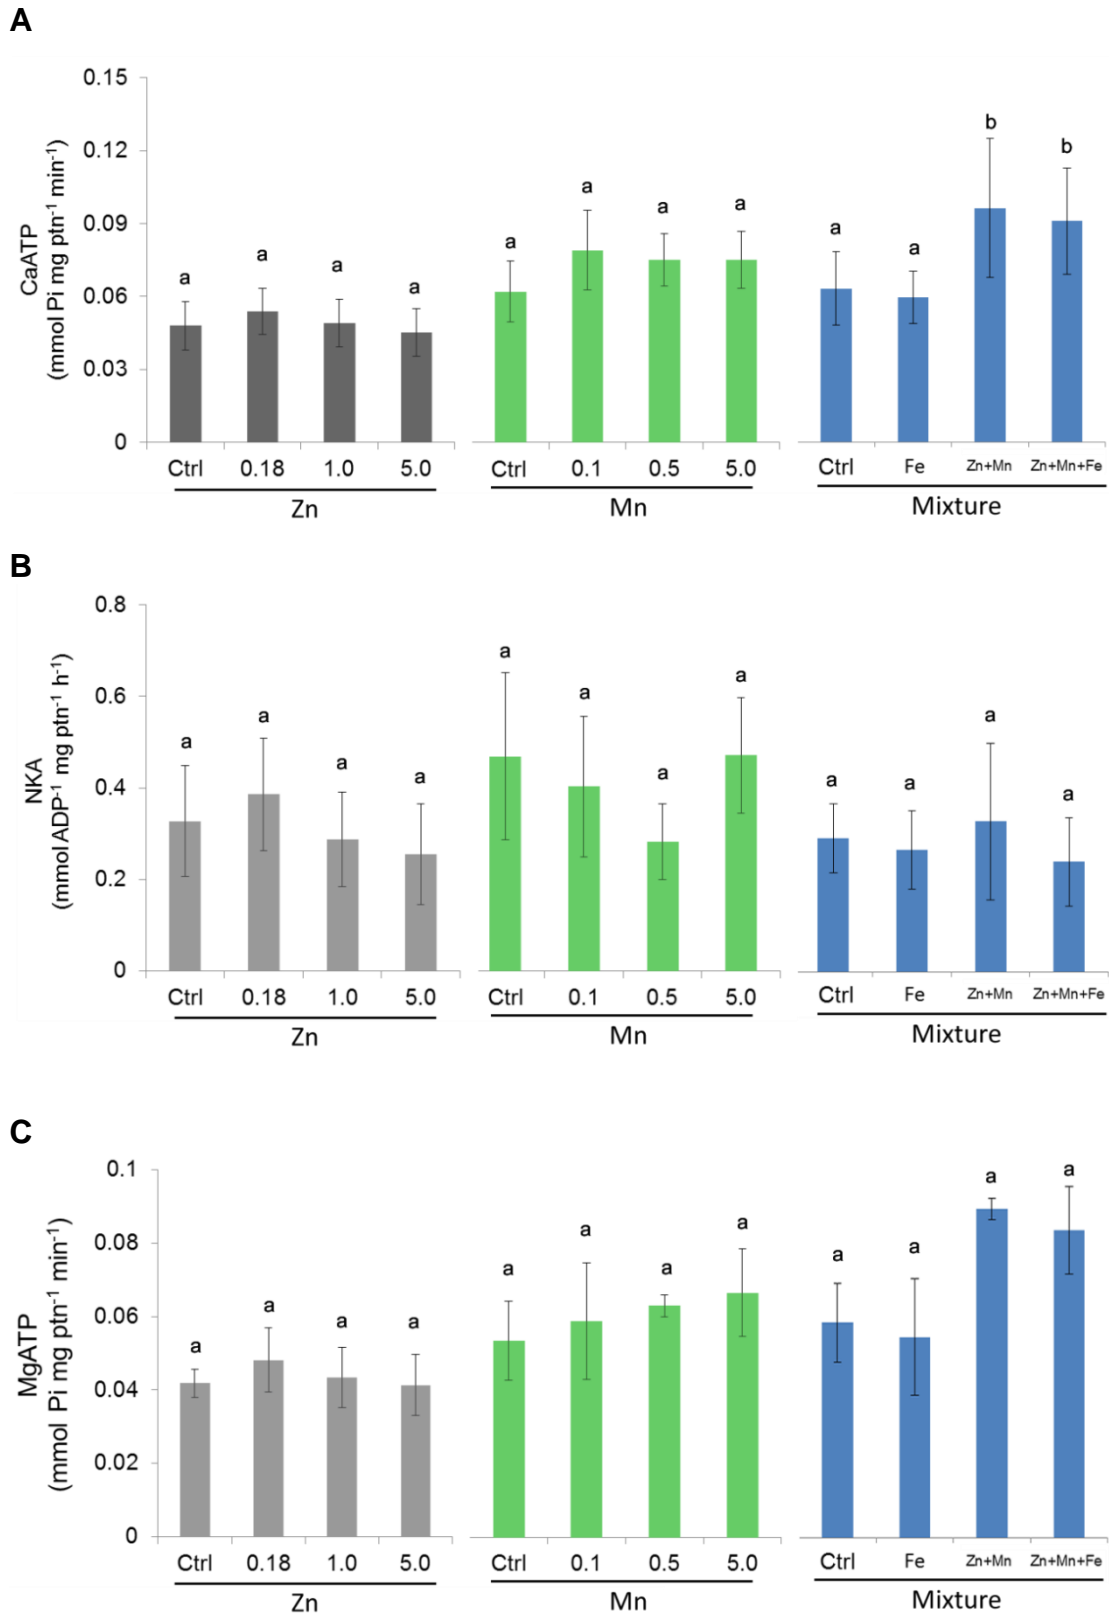 A
0.15
0.12
0.09
0.06
0.03
0
CaATP
(mmol Pi mg ptn⁻¹ min⁻¹)
a a a a a a a a a a b b
Ctrl 0.18 1.0 5.0 Ctrl 0.1 0.5 5.0 Ctrl Fe Zn+Mn Zn+Mn+Fe
Zn Mn Mixture
B
0.8
0.6
0.4
0.2
0
NKA
(mmol ADP⁻¹ mg ptn⁻¹ h⁻¹)
a a a a a a a a a a a a
Ctrl 0.18 1.0 5.0 Ctrl 0.1 0.5 5.0 Ctrl Fe Zn+Mn Zn+Mn+Fe
Zn Mn Mixture
C
0.1
0.08
0.06
0.04
0.02
0
MgATP
(mmol Pi mg ptn⁻¹ min⁻¹)
a a a a a a a a a a a a
Ctrl 0.18 1.0 5.0 Ctrl 0.1 0.5 5.0 Ctrl Fe Zn+Mn Zn+Mn+Fe
Zn Mn Mixture